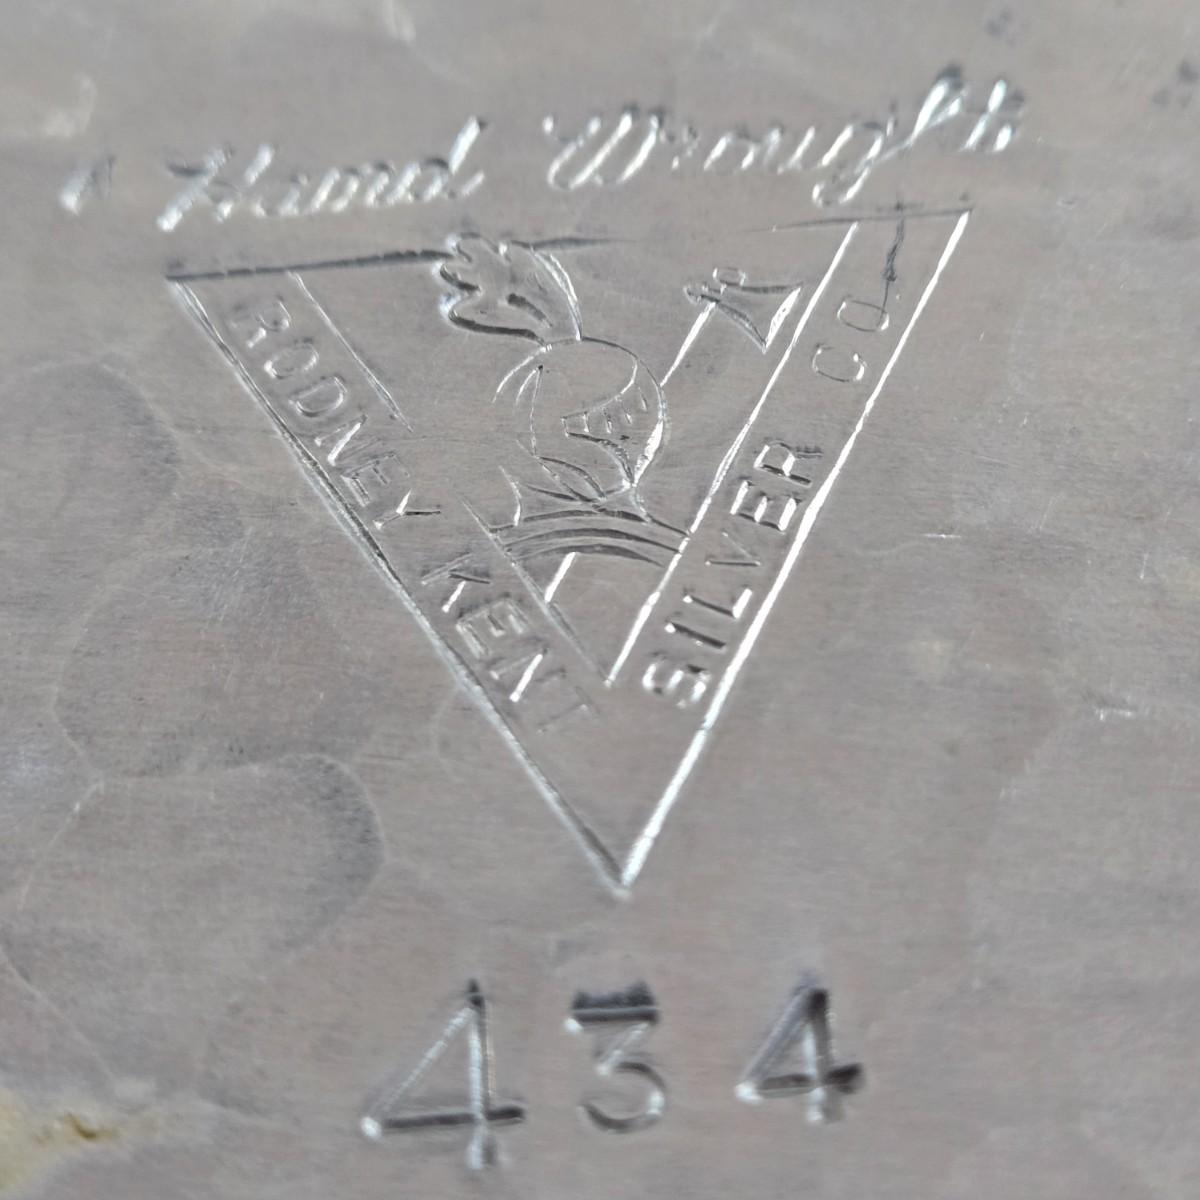 " Hand Wrought
RODNEY KENT
SILVER CO.
434